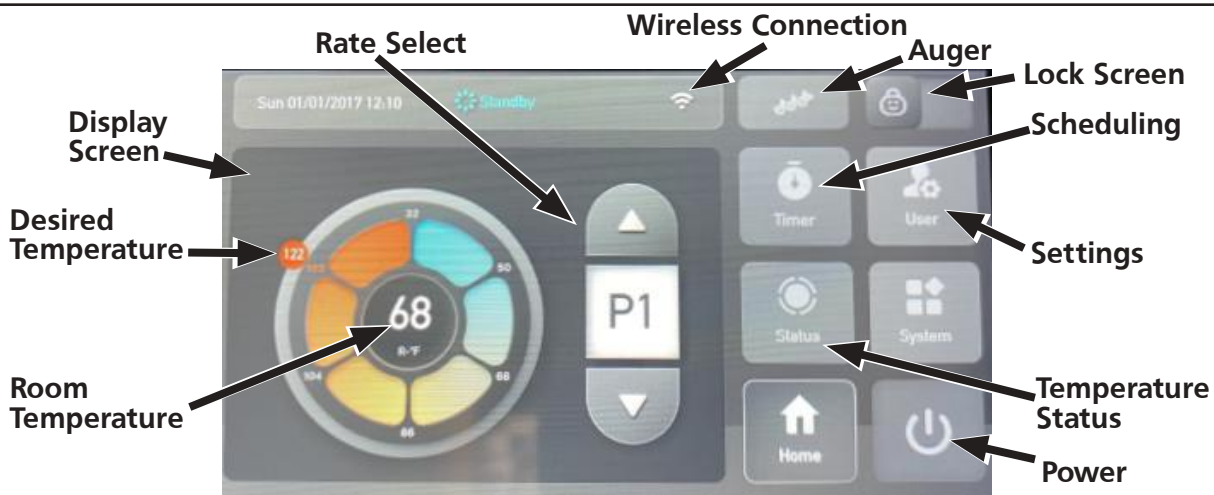 Wireless Connection
Rate Select
Auger
Lock Screen
Sun 01/01/2017 12:10
Standby
Display
Screen
Scheduling
Timer
User
Desired
Temperature
32
122
50
Settings
68
R-°F
P1
Status
System
104
68
86
Room
Temperature
Temperature
Status
Home
Power